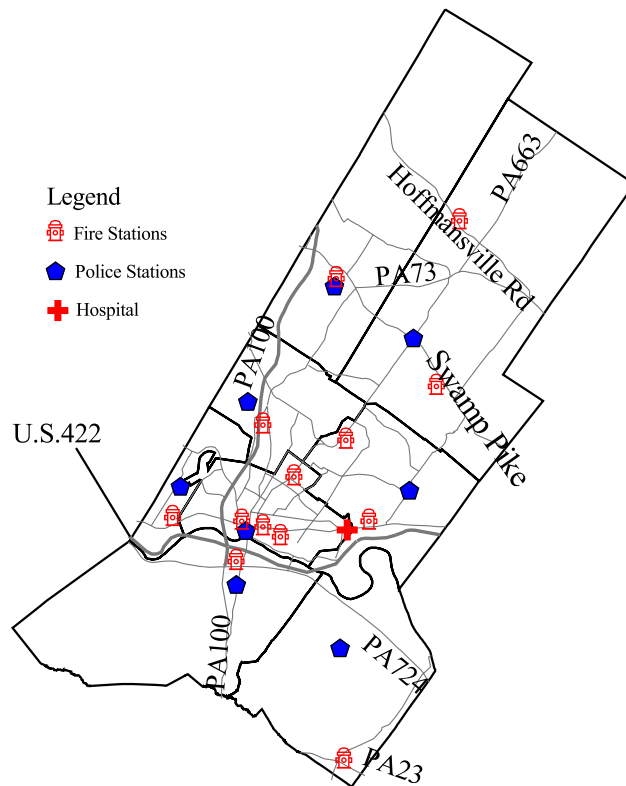 PA663
Hoffmansville Rd
Legend
Fire Stations
Police Stations
Hospital
PA73
PA100
Swamp Pike
U.S.422
PA100
PA724
PA23